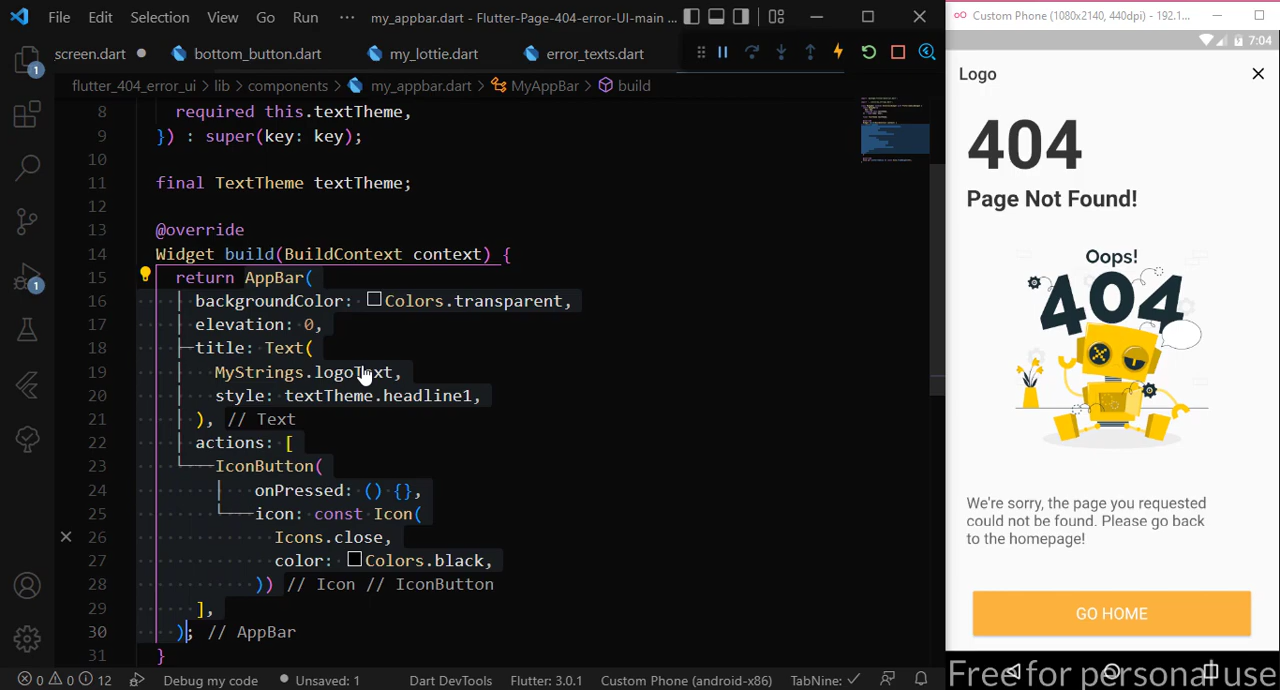 File Edit Selection View Go Run ··· my_appbar.dart - Flutter-Page-404-error-UI-main
screen.dart bottom_button.dart my_lottie.dart error_texts.dart
flutter_404_error_ui › lib › components › my_appbar.dart › MyAppBar › build
1
1
8 required this.textTheme,
9 }) : super(key: key);
10
11 final TextTheme textTheme;
12
13 @override
14 Widget build(BuildContext context) {
15 return AppBar(
16 backgroundColor: Colors.transparent,
17 elevation: 0,
18 title: Text(
19 MyStrings.logoText,
20 style: textTheme.headline1,
21 ), // Text
22 actions: [
23 IconButton(
24 onPressed: () {},
25 icon: const Icon(
26 Icons.close,
27 color: Colors.black,
28 )) // Icon // IconButton
29 ],
30 ); // AppBar
31 }
0 0 12 Debug my code Unsaved: 1 Dart DevTools Flutter: 3.0.1 Custom Phone (android-x86) TabNine:
Custom Phone (1080x2140, 440dpi) - 192.1...
7:04
Logo
404
Page Not Found!
Oops!
404
We're sorry, the page you requested
could not be found. Please go back
to the homepage!
GO HOME
Free for personal use